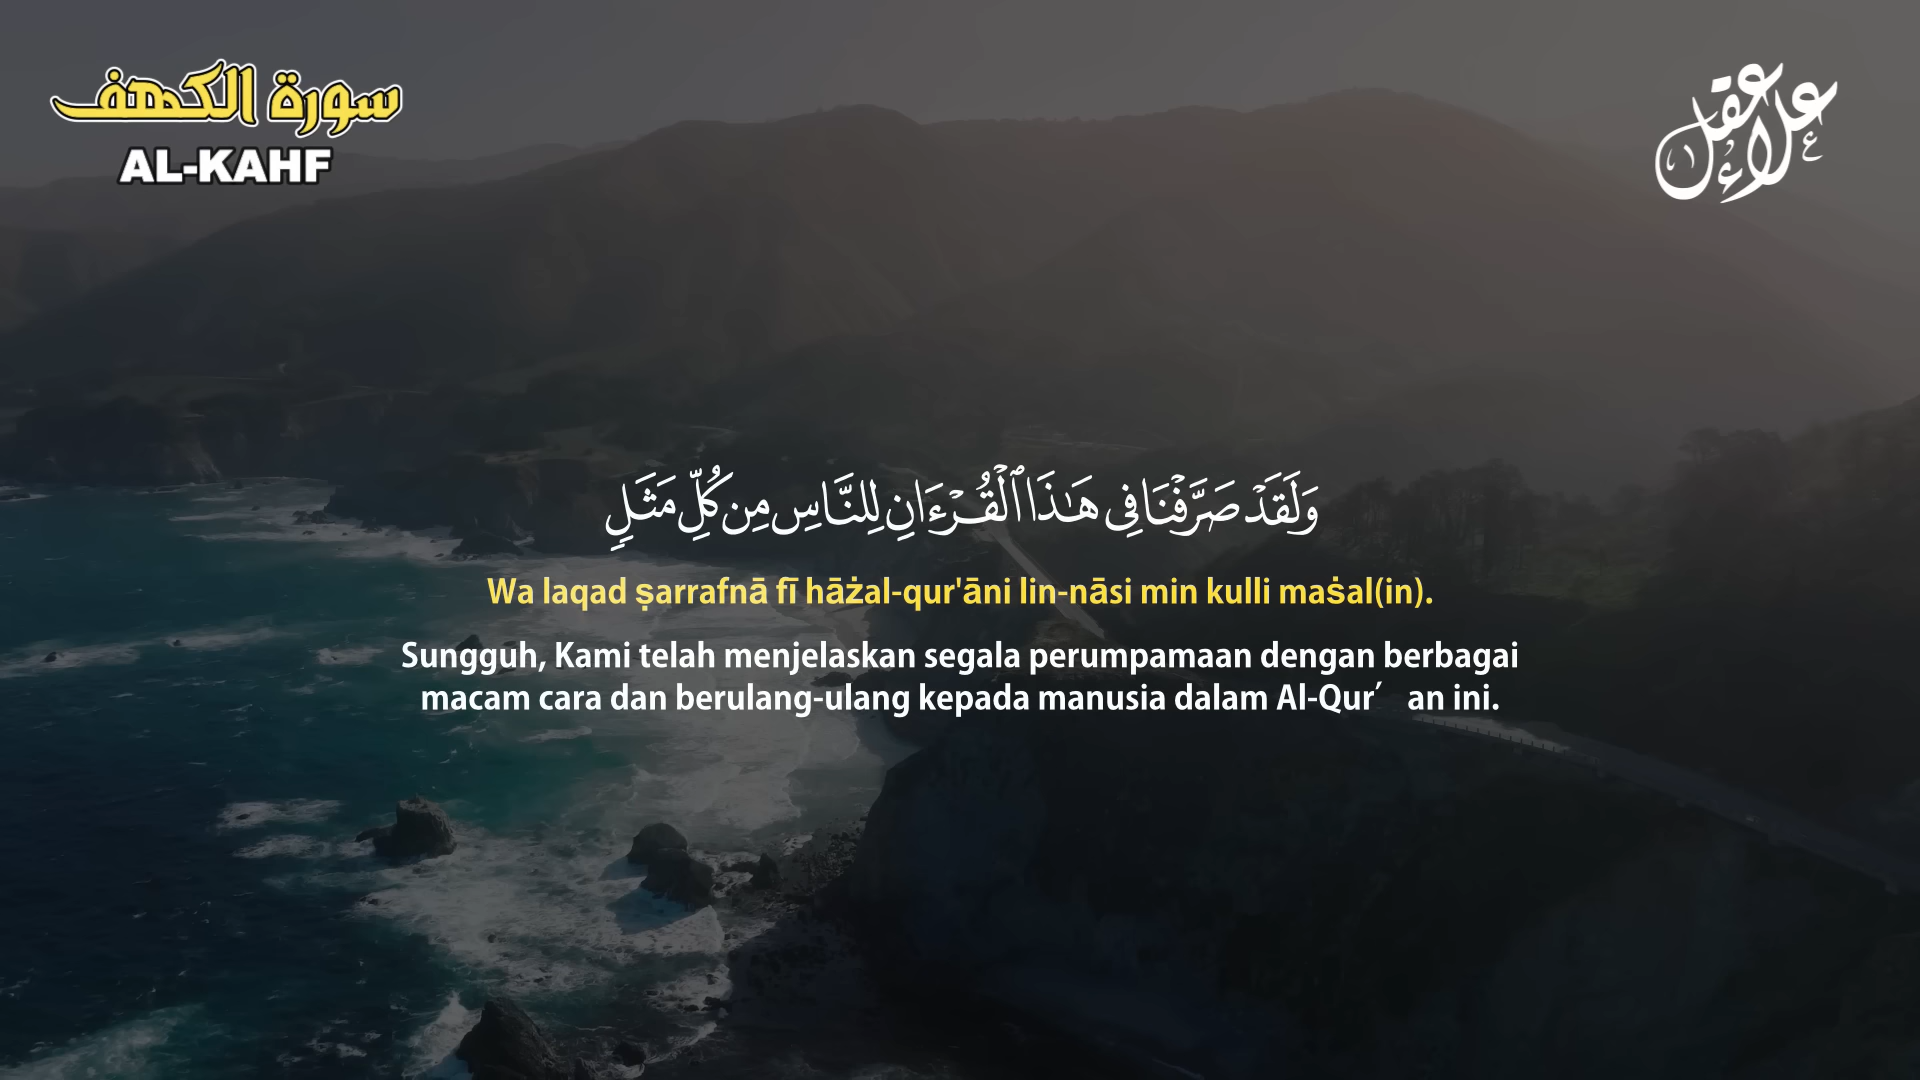 سورة الكهف
AL-KAHF
علاء عقل
وَلَقَدْ صَرَّفْنَا فِى هَـٰذَا ٱلْقُرْءَانِ لِلنَّاسِ مِن كُلِّ مَثَلٍ
Wa laqad ṣarrafnā fī hāżal-qur'āni lin-nāsi min kulli maṡal(in).
Sungguh, Kami telah menjelaskan segala perumpamaan dengan berbagai
macam cara dan berulang-ulang kepada manusia dalam Al-Qur′ an ini.